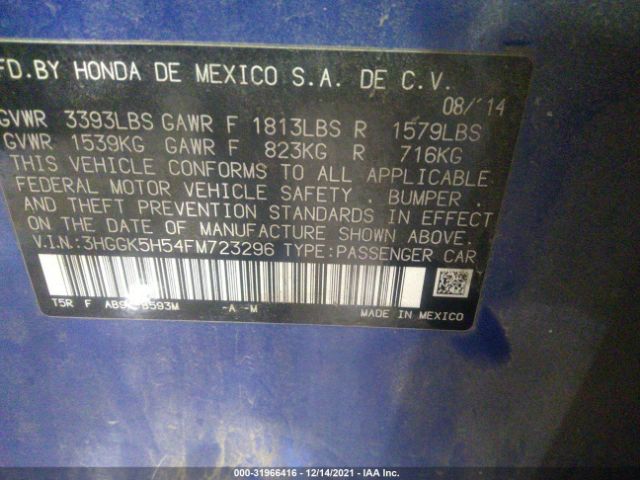 FD.BY HONDA DE MEXICO S.A. DE C.V.
08/14
GVWR 3393LBS GAWR F 1813LBS R 1579LBS
GVWR 1539KG GAWR F 823KG R 716KG
THIS VEHICLE CONFORMS TO ALL APPLICABLE
FEDERAL MOTOR VEHICLE SAFETY , BUMPER ,
AND THEFT PREVENTION STANDARDS IN EFFECT
ON THE DATE OF MANUFACTURE SHOWN ABOVE.
V.I.N.:3HGGK5H54FM723296 TYPE:PASSENGER CAR
T5R F -A -M
MADE IN MEXICO
000-31966416 - 12/14/2021 - IAA Inc.